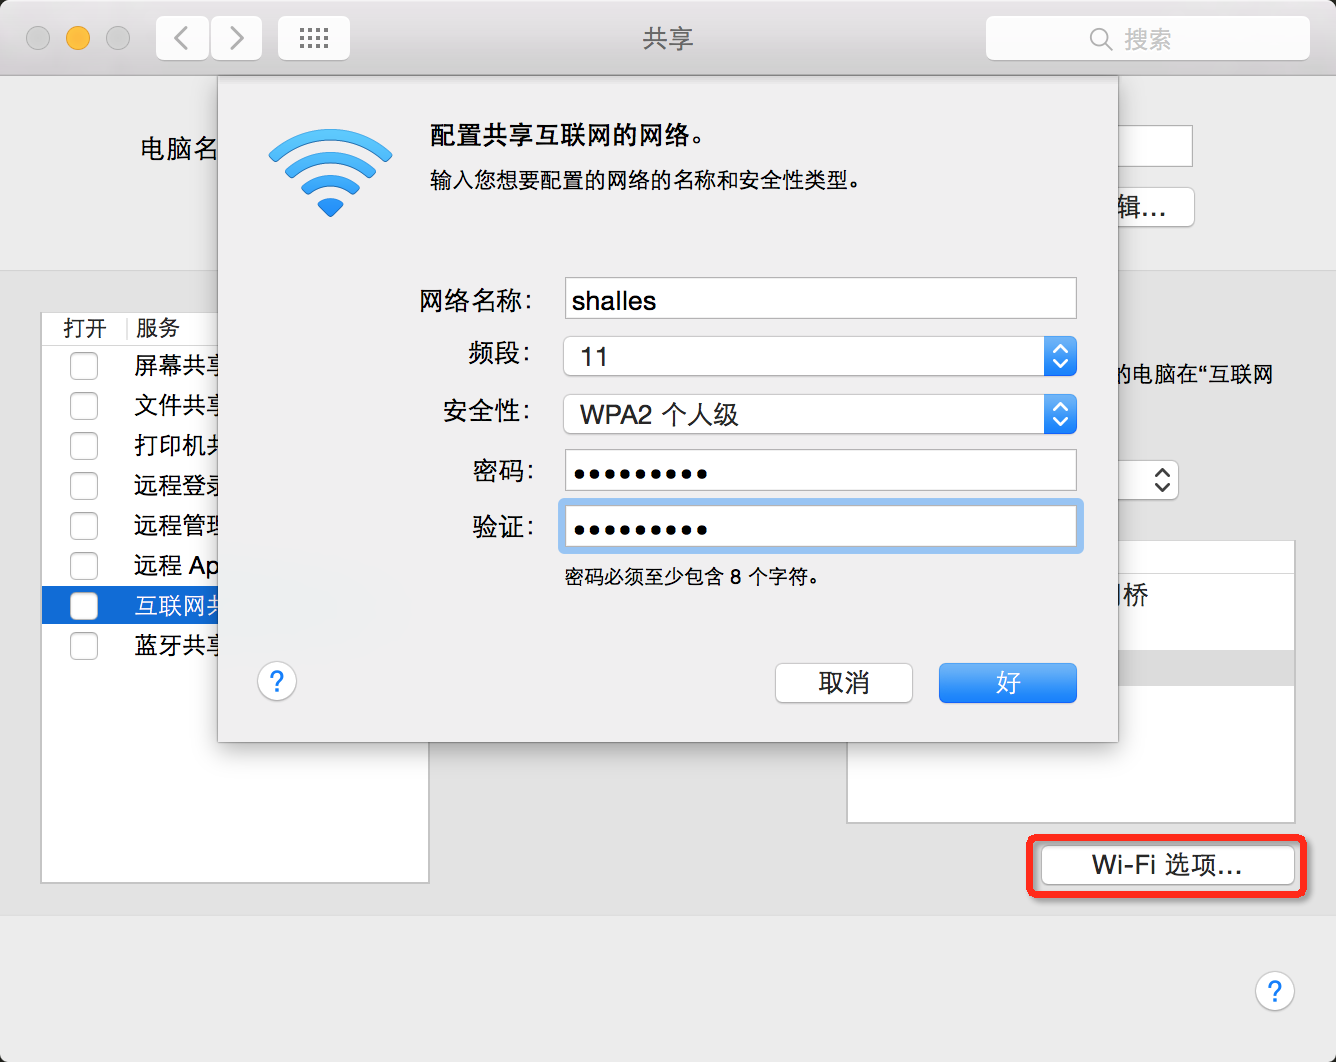 共享
搜索
电脑名
辑...
配置共享互联网的网络。
输入您想要配置的网络的名称和安全性类型。
网络名称：
shalles
频段：
11
安全性：
WPA2 个人级
密码：
●●●●●●●●●
验证：
●●●●●●●●●
密码必须至少包含 8 个字符。
?
取消
好
打开
服务
屏幕共享
文件共享
打印机共
远程登录
远程管理
远程 Ap
互联网共
蓝牙共享
的电脑在“互联网
桥
Wi-Fi 选项...
?